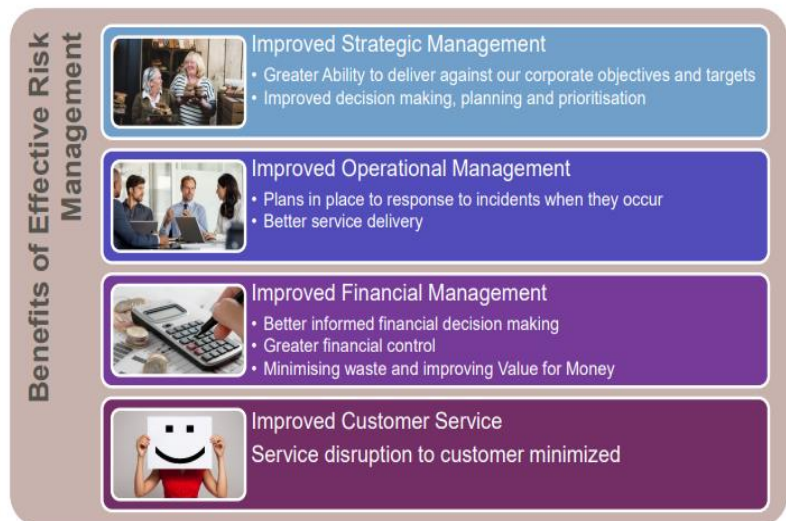 Benefits of Effective Risk
Management
Improved Strategic Management
• Greater Ability to deliver against our corporate objectives and targets
• Improved decision making, planning and prioritisation
Improved Operational Management
• Plans in place to response to incidents when they occur
• Better service delivery
Improved Financial Management
• Better informed financial decision making
• Greater financial control
• Minimising waste and improving Value for Money
Improved Customer Service
Service disruption to customer minimized